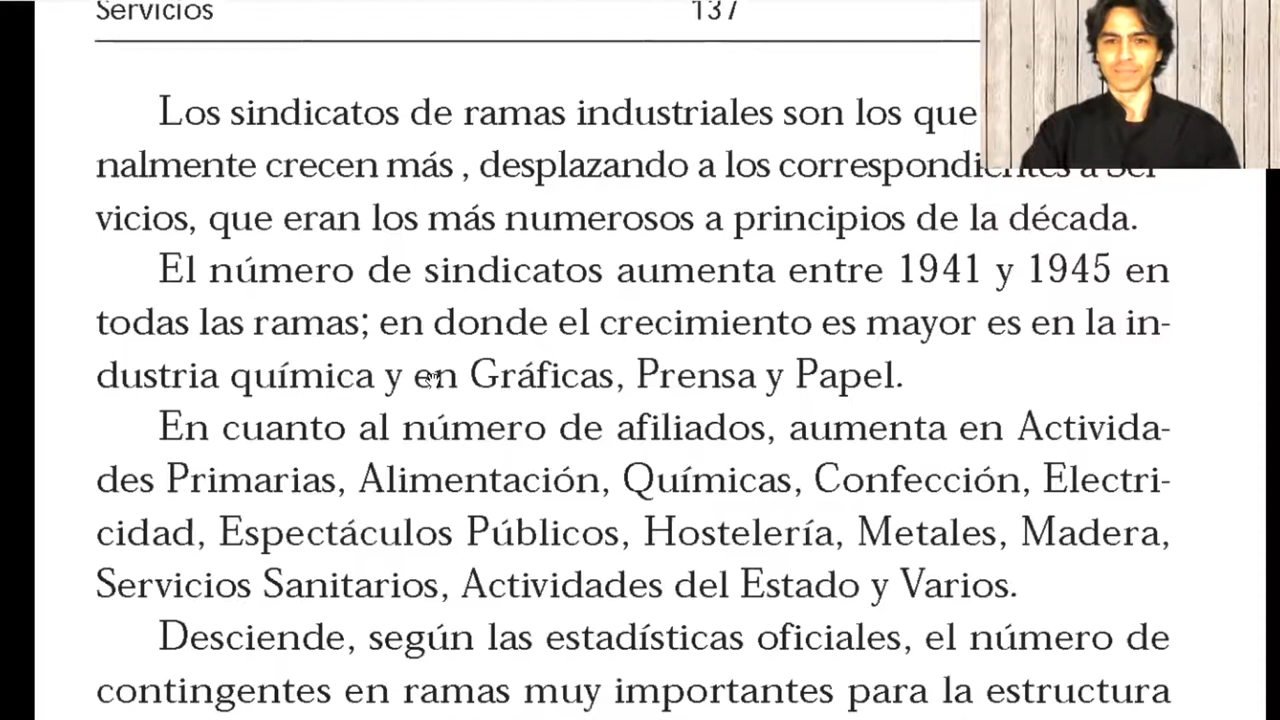 Servicios 137
Los sindicatos de ramas industriales son los que
nalmente crecen más , desplazando a los correspondientes a Ser-
vicios, que eran los más numerosos a principios de la década.
El número de sindicatos aumenta entre 1941 y 1945 en
todas las ramas; en donde el crecimiento es mayor es en la in-
dustria química y en Gráficas, Prensa y Papel.
En cuanto al número de afiliados, aumenta en Activida-
des Primarias, Alimentación, Químicas, Confección, Electri-
cidad, Espectáculos Públicos, Hostelería, Metales, Madera,
Servicios Sanitarios, Actividades del Estado y Varios.
Desciende, según las estadísticas oficiales, el número de
contingentes en ramas muy importantes para la estructura